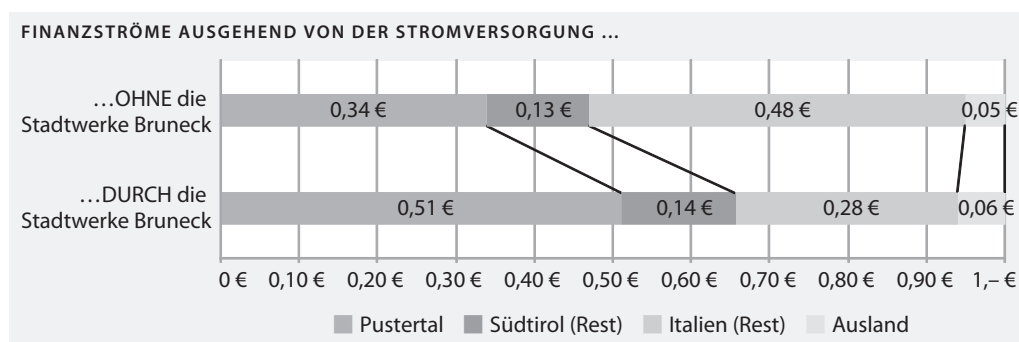 FINANZSTRÖME AUSGEHEND VON DER STROMVERSORGUNG ...
...OHNE die
Stadtwerke Bruneck
0,34 € 0,13 € 0,48 € 0,05 €
...DURCH die
Stadtwerke Bruneck
0,51 € 0,14 € 0,28 € 0,06 €
0 € 0,10 € 0,20 € 0,30 € 0,40 € 0,50 € 0,60 € 0,70 € 0,80 € 0,90 € 1,– €
Pustertal Südtirol (Rest) Italien (Rest) Ausland